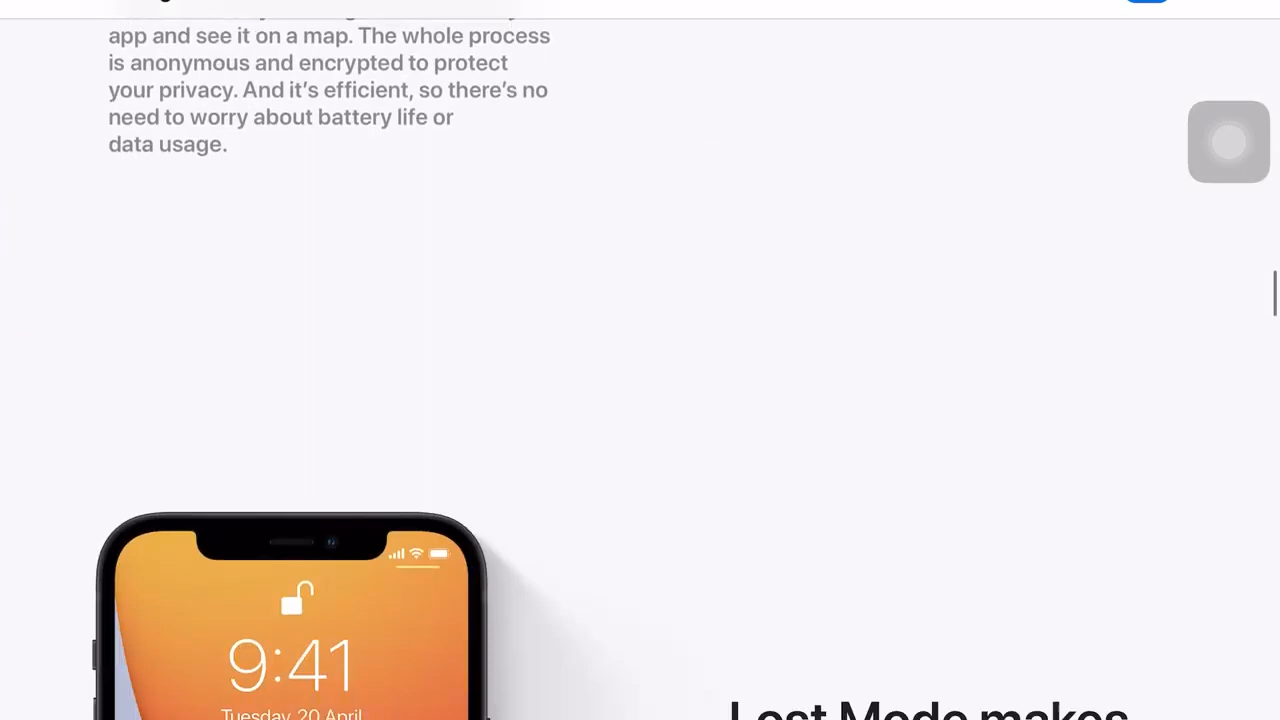 app and see it on a map. The whole process
is anonymous and encrypted to protect
your privacy. And it’s efficient, so there’s no
need to worry about battery life or
data usage.
9:41
Tuesday 20 April
Lost Mode makes